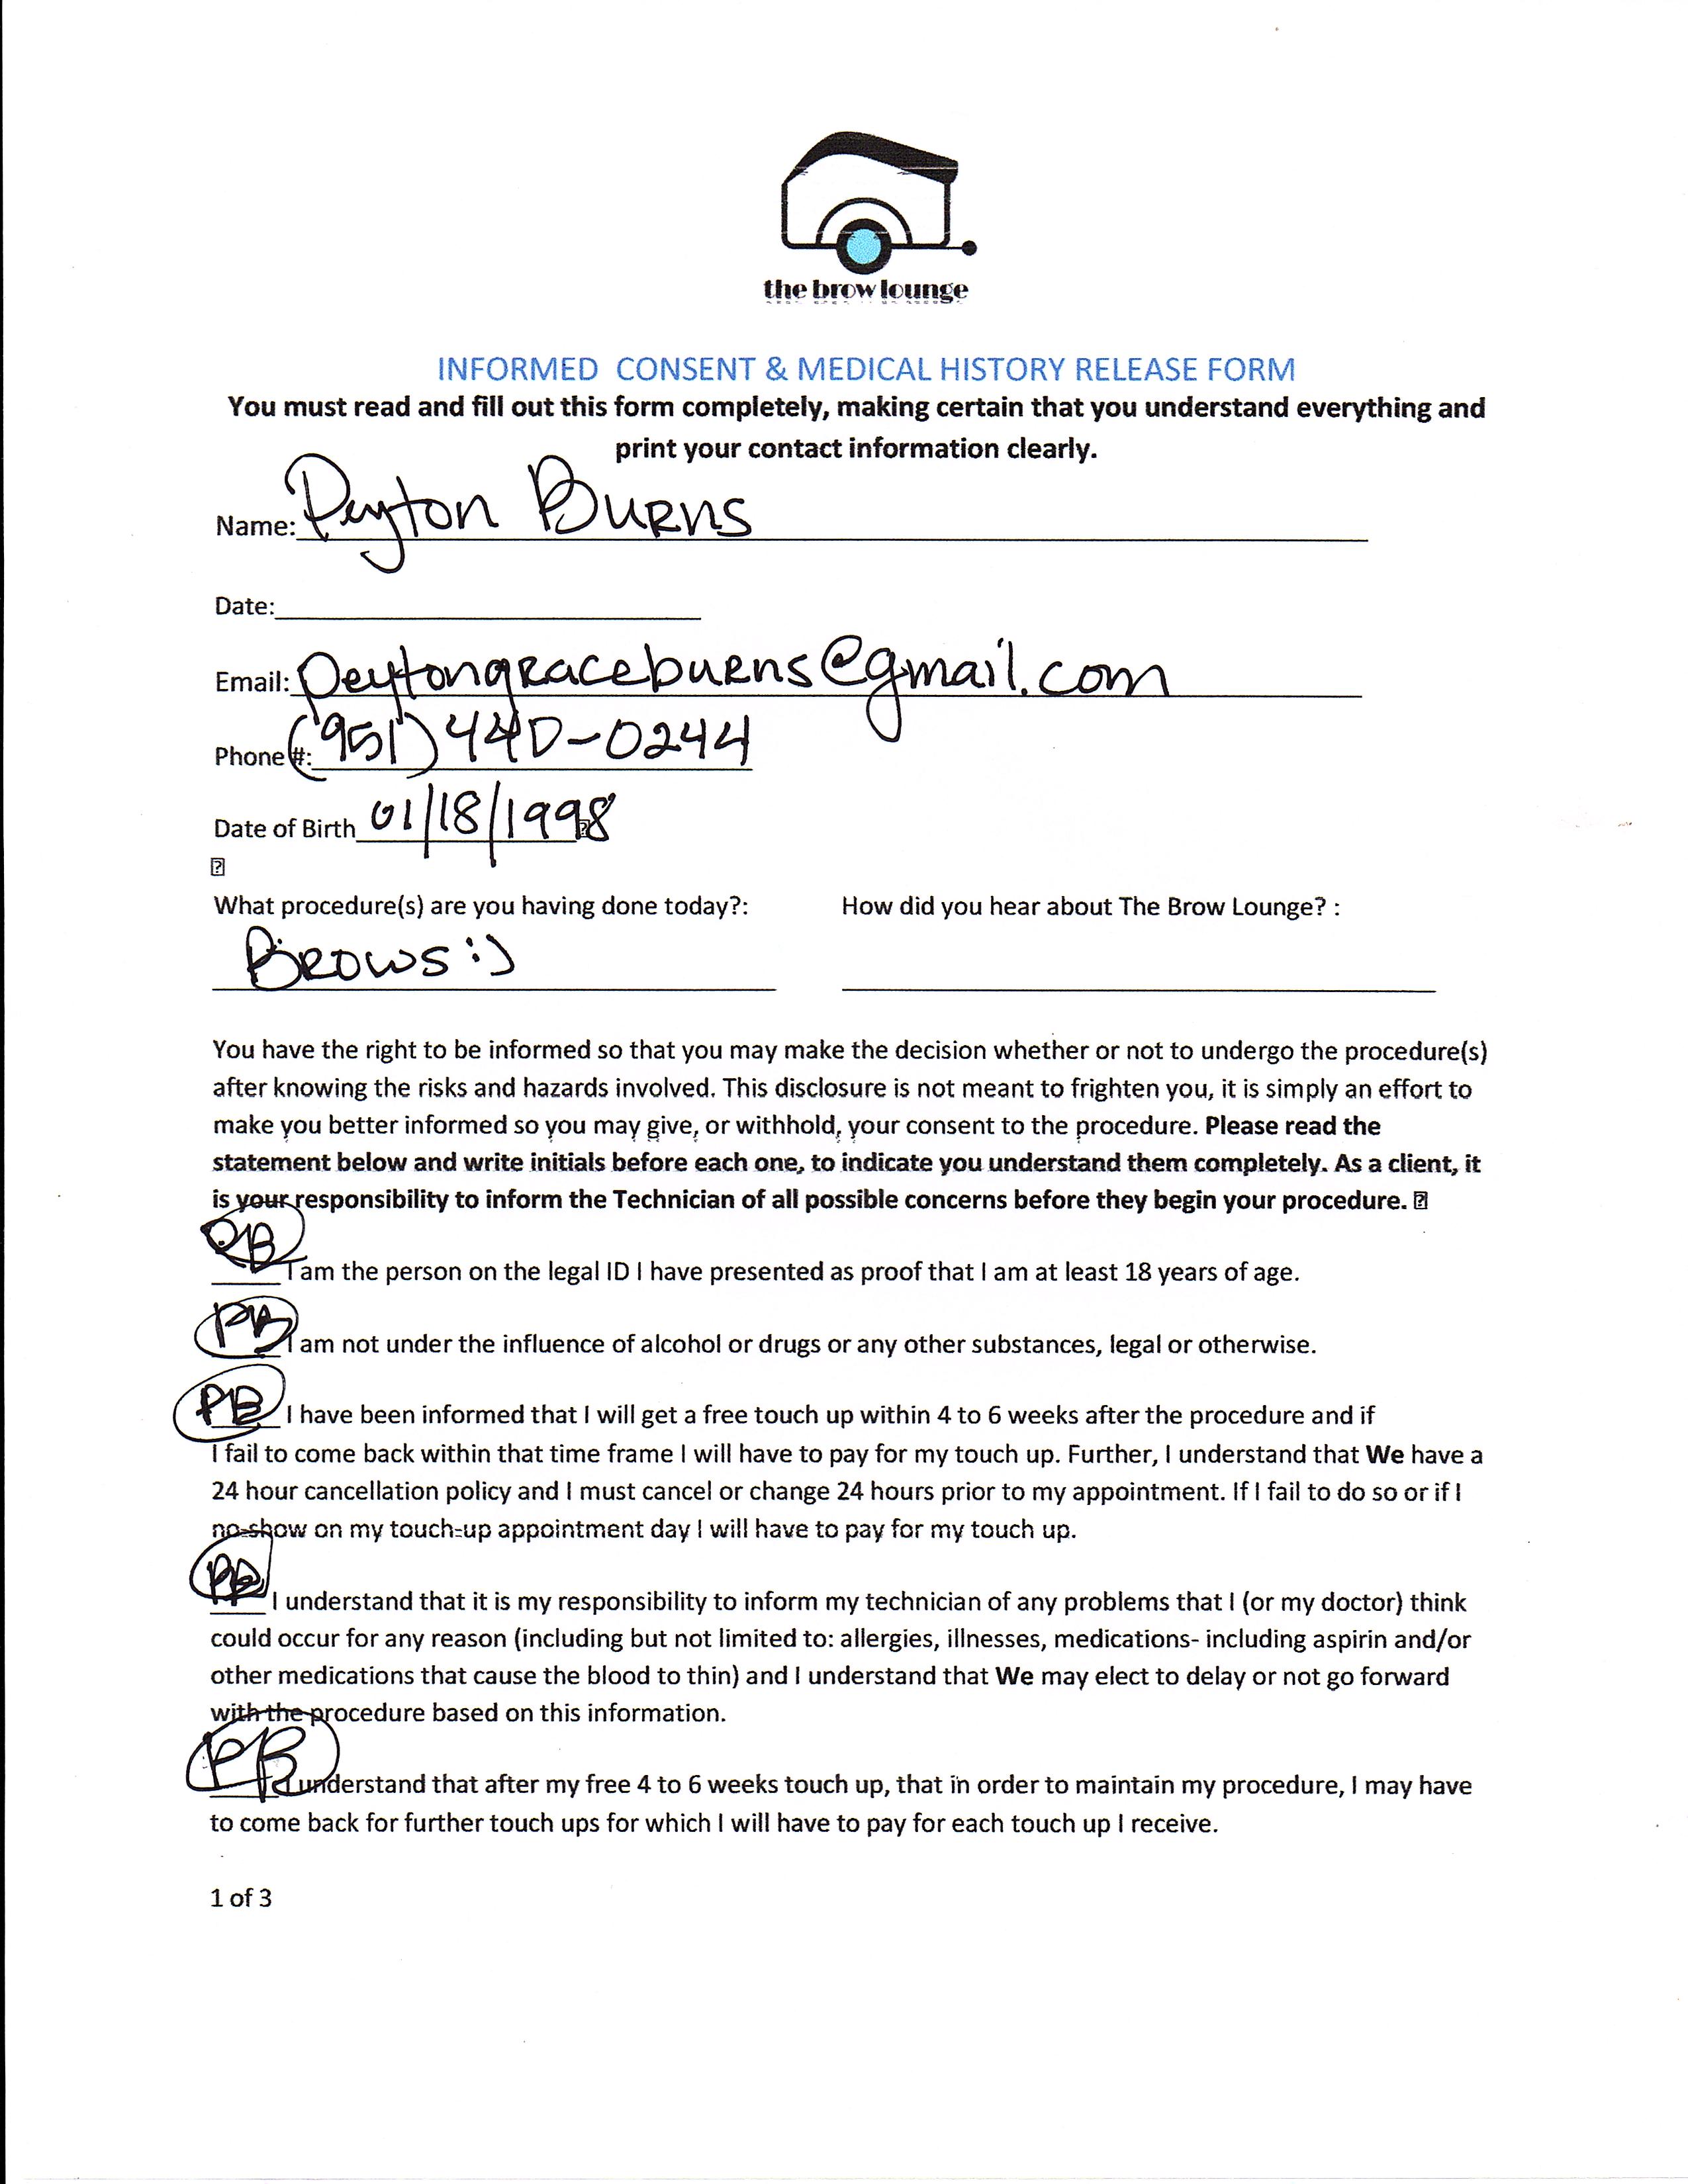 the brow lounge
INFORMED CONSENT & MEDICAL HISTORY RELEASE FORM
You must read and fill out this form completely, making certain that you understand everything and
print your contact information clearly.
Name: Peyton Burns
Date:
Email: peytongraceburns@gmail.com
Phone #: (951) 440-0244
Date of Birth 01/18/1998
What procedure(s) are you having done today?: How did you hear about The Brow Lounge? :
Brows :)
You have the right to be informed so that you may make the decision whether or not to undergo the procedure(s)
after knowing the risks and hazards involved. This disclosure is not meant to frighten you, it is simply an effort to
make you better informed so you may give, or withhold, your consent to the procedure. Please read the
statement below and write initials before each one, to indicate you understand them completely. As a client, it
is your responsibility to inform the Technician of all possible concerns before they begin your procedure.
PB I am the person on the legal ID I have presented as proof that I am at least 18 years of age.
PB I am not under the influence of alcohol or drugs or any other substances, legal or otherwise.
PB I have been informed that I will get a free touch up within 4 to 6 weeks after the procedure and if
I fail to come back within that time frame I will have to pay for my touch up. Further, I understand that We have a
24 hour cancellation policy and I must cancel or change 24 hours prior to my appointment. If I fail to do so or if I
no-show on my touch-up appointment day I will have to pay for my touch up.
PB I understand that it is my responsibility to inform my technician of any problems that I (or my doctor) think
could occur for any reason (including but not limited to: allergies, illnesses, medications- including aspirin and/or
other medications that cause the blood to thin) and I understand that We may elect to delay or not go forward
with the procedure based on this information.
PB I understand that after my free 4 to 6 weeks touch up, that in order to maintain my procedure, I may have
to come back for further touch ups for which I will have to pay for each touch up I receive.
1 of 3